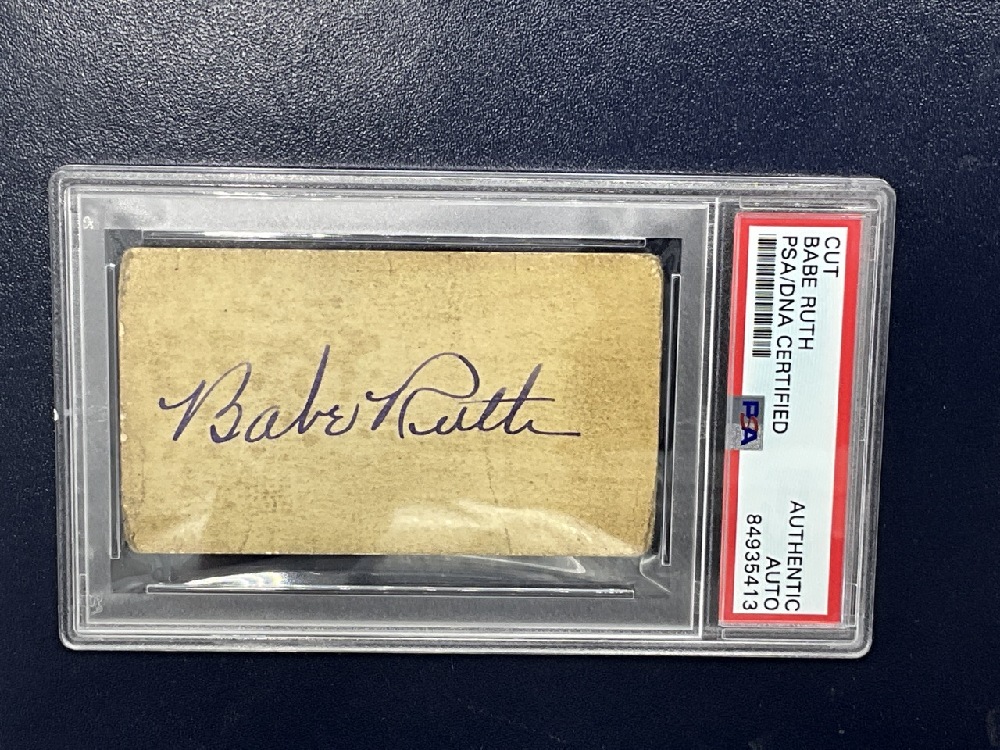 Babe Ruth
CUT
BABE RUTH
PSA/DNA CERTIFIED
PSA
AUTHENTIC
AUTO
84935413